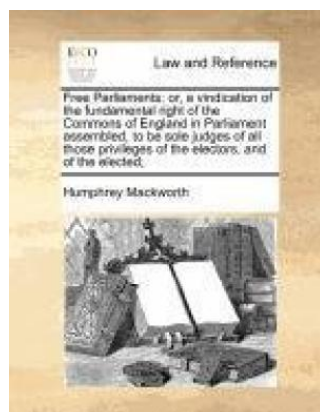 ECCO
Law and Reference
Free Parliaments: or, a vindication of
the fundamental right of the
Commons of England in Parliament
assembled, to be sole judges of all
those privileges of the electors, and
of the elected;
Humphrey Mackworth